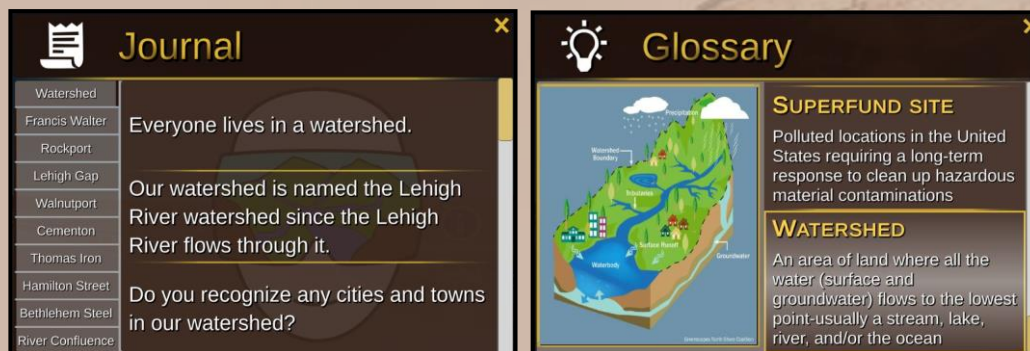 Journal
Watershed
Francis Walter
Rockport
Lehigh Gap
Walnutport
Cementon
Thomas Iron
Hamilton Street
Bethlehem Steel
River Confluence
Everyone lives in a watershed.
Our watershed is named the Lehigh
River watershed since the Lehigh
River flows through it.
Do you recognize any cities and towns
in our watershed?
Glossary
Precipitation
Watershed
Boundary
Tributaries
Surface Runoff
Groundwater
Waterbody
SUPERFUND SITE
Polluted locations in the United
States requiring a long-term
response to clean up hazardous
material contaminations
WATERSHED
An area of land where all the
water (surface and
groundwater) flows to the lowest
point-usually a stream, lake,
river, and/or the ocean